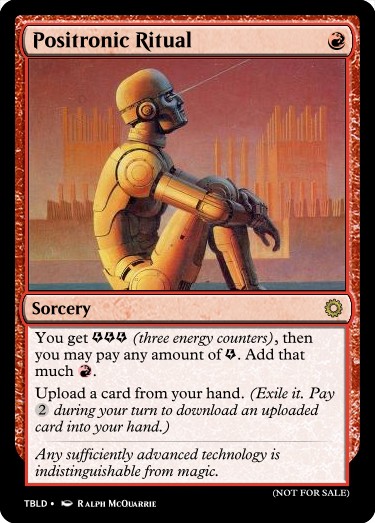 Positronic Ritual
Sorcery
You get (three energy counters), then
you may pay any amount of . Add that
much .
Upload a card from your hand. (Exile it. Pay
2 during your turn to download an uploaded
card into your hand.)
Any sufficiently advanced technology is
indistinguishable from magic.
(NOT FOR SALE)
TBLD • Ralph McQuarrie